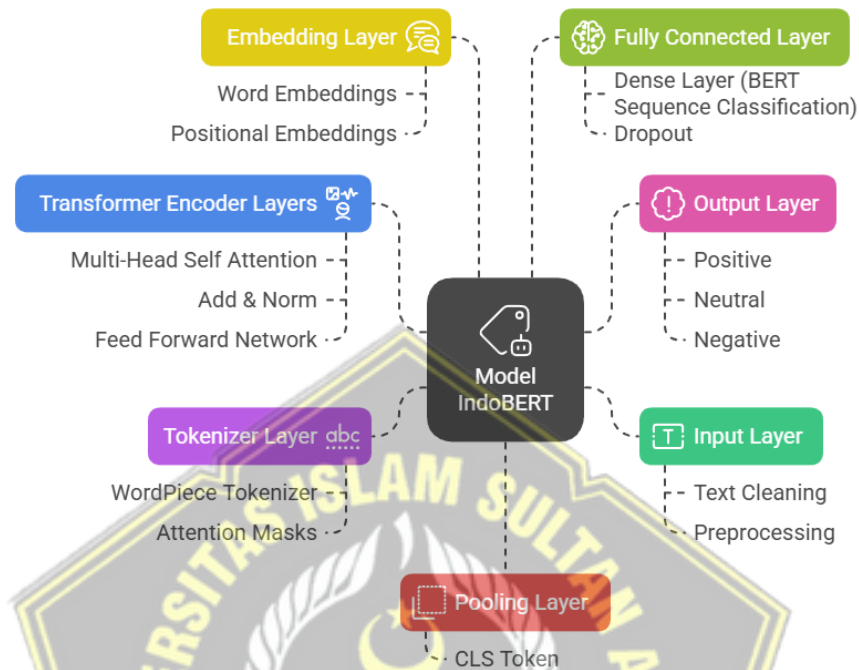 Embedding Layer
Word Embeddings
Positional Embeddings
Fully Connected Layer
Dense Layer (BERT
Sequence Classification)
Dropout
Transformer Encoder Layers
Multi-Head Self Attention
Add & Norm
Feed Forward Network
Output Layer
Positive
Neutral
Negative
Model
IndoBERT
Tokenizer Layer abc
WordPiece Tokenizer
Attention Masks
T Input Layer
Text Cleaning
Preprocessing
Pooling Layer
CLS Token
ISLAM SULTAN